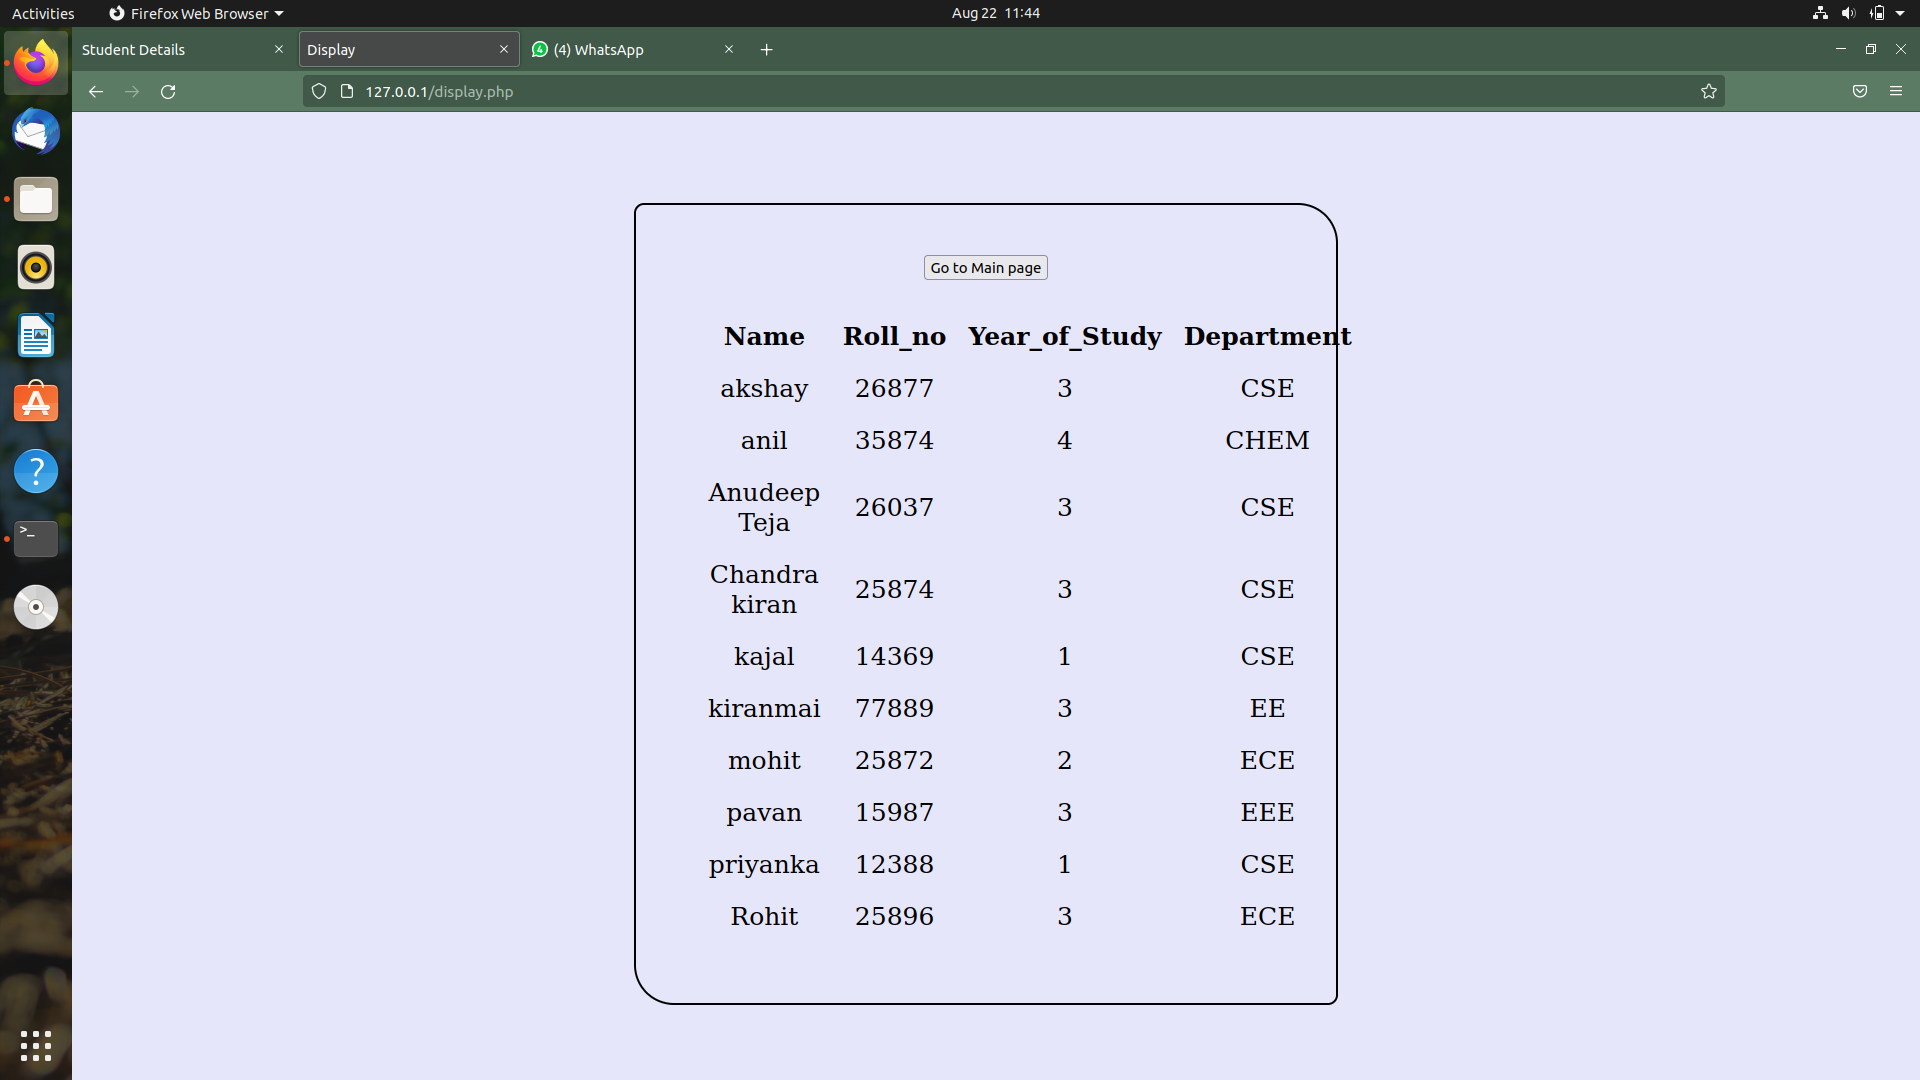 Activities Firefox Web Browser Aug 22 11:44
Student Details Display 4 (4) WhatsApp
127.0.0.1/display.php
Go to Main page
Name Roll_no Year_of_Study Department
akshay 26877 3 CSE
anil 35874 4 CHEM
Anudeep
Teja 26037 3 CSE
Chandra
kiran 25874 3 CSE
kajal 14369 1 CSE
kiranmai 77889 3 EE
mohit 25872 2 ECE
pavan 15987 3 EEE
priyanka 12388 1 CSE
Rohit 25896 3 ECE